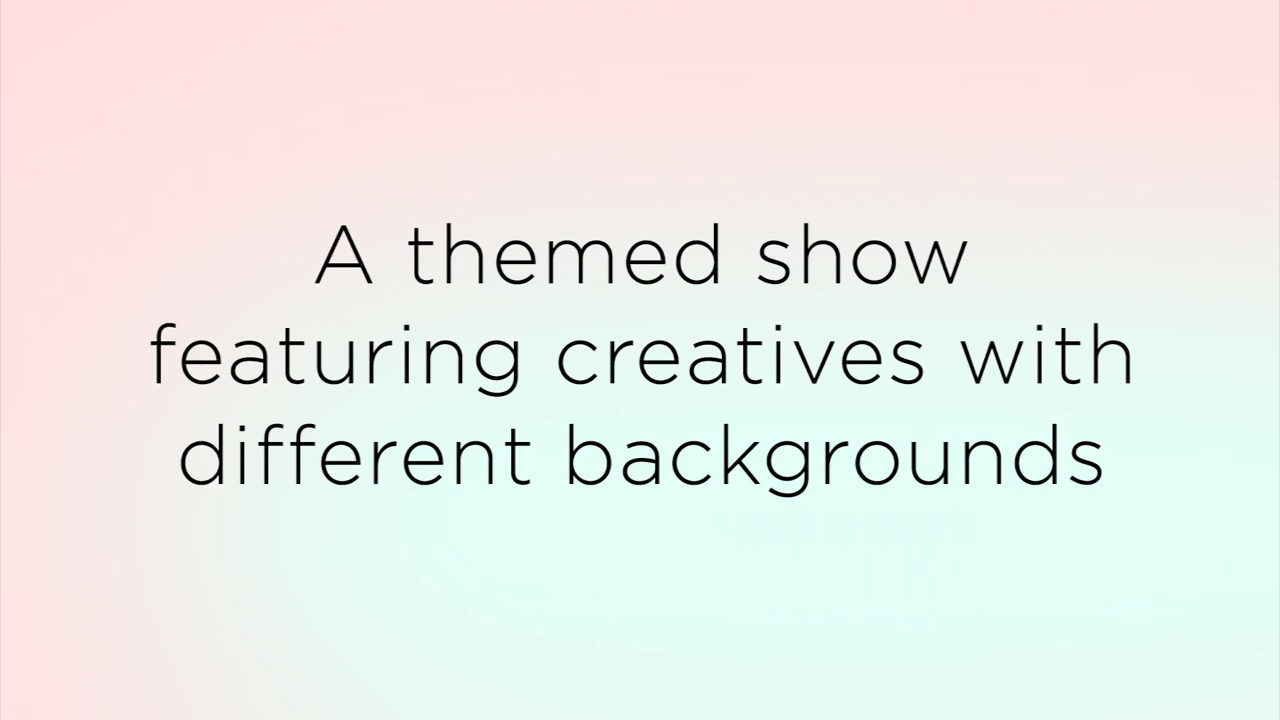 A themed show
featuring creatives with
different backgrounds